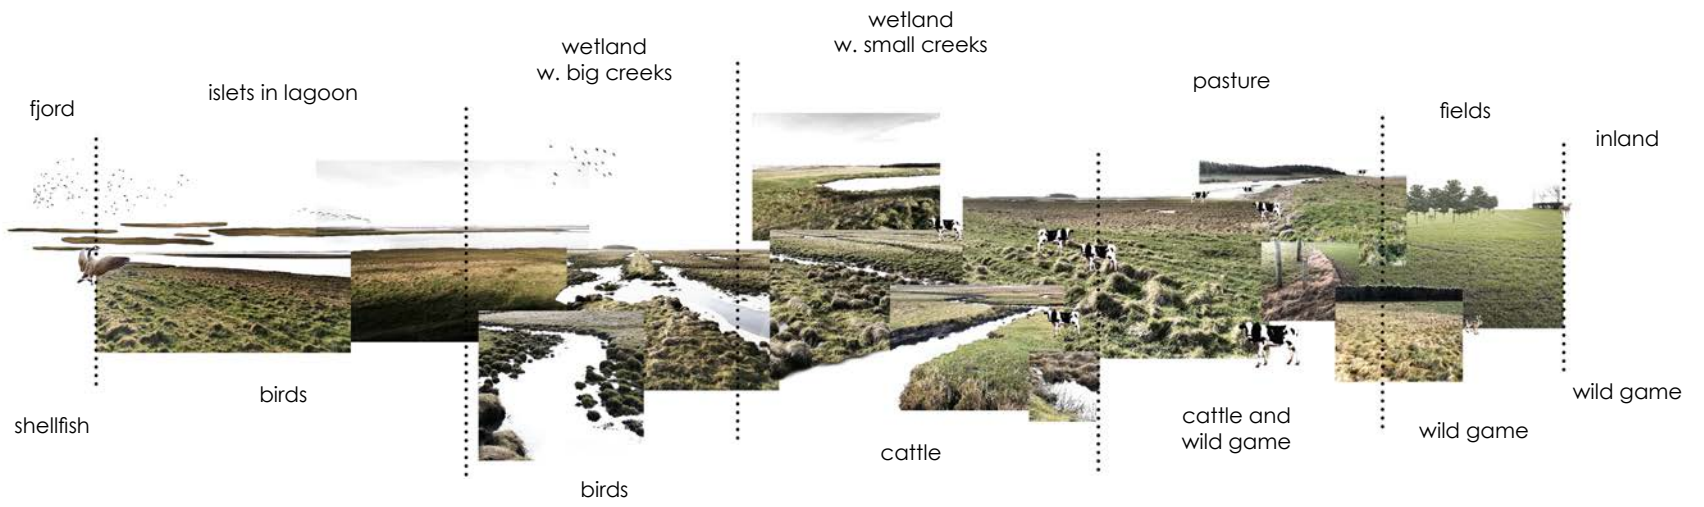 fjord
islets in lagoon
wetland
w. big creeks
wetland
w. small creeks
pasture
fields
inland
shellfish
birds
birds
cattle
cattle and
wild game
wild game
wild game